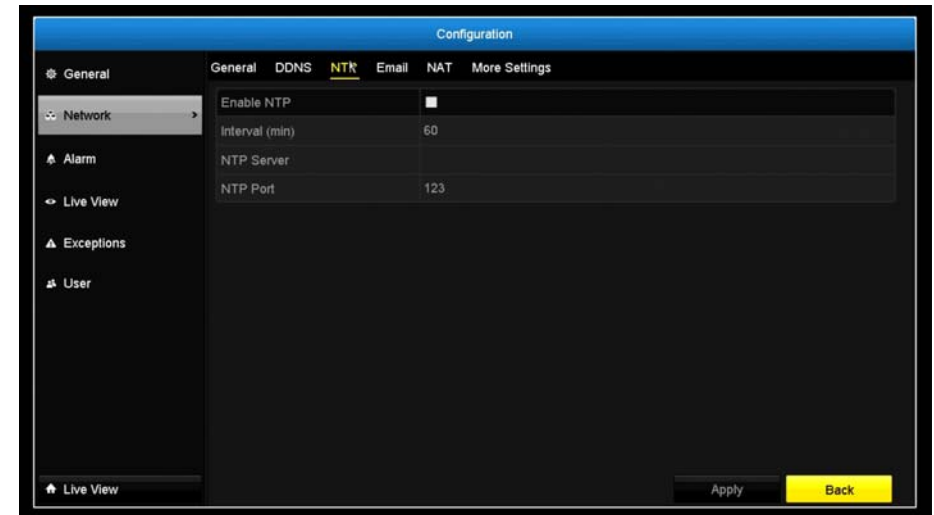 Configuration
General
Network
Alarm
Live View
Exceptions
User
Live View
General DDNS NTP Email NAT More Settings
Enable NTP
Interval (min) 60
NTP Server
NTP Port 123
Apply Back